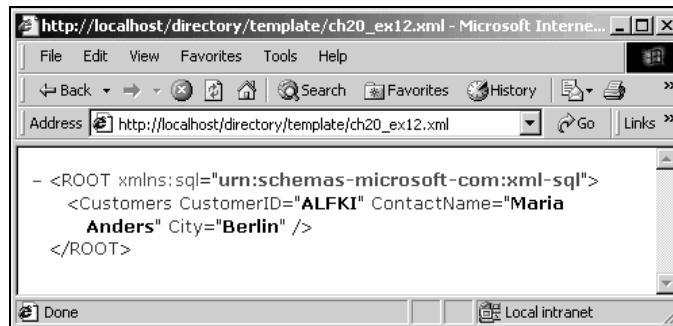 http://localhost/directory/template/ch20_ex12.xml - Microsoft Interne...
File Edit View Favorites Tools Help
Back Search Favorites History »
Address http://localhost/directory/template/ch20_ex12.xml Go Links »
– <ROOT xmlns:sql="urn:schemas-microsoft-com:xml-sql">
<Customers CustomerID="ALFKI" ContactName="Maria
Anders" City="Berlin" />
</ROOT>
Done Local intranet